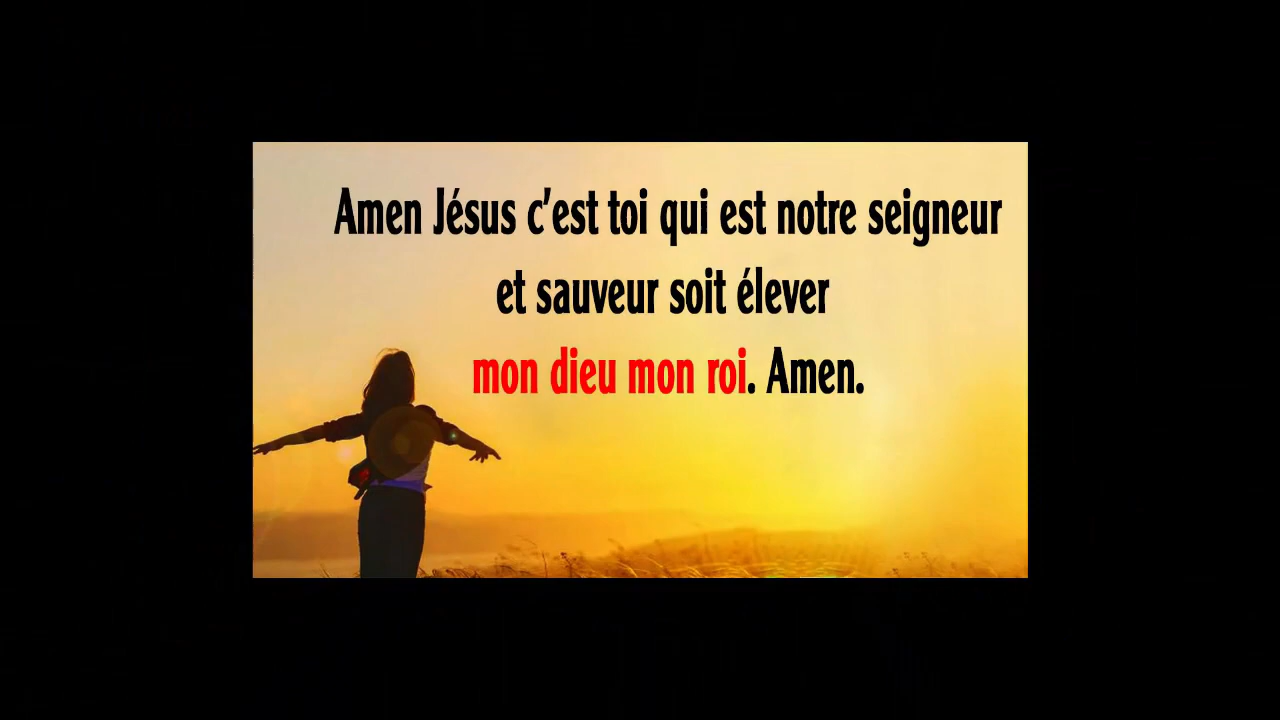 Amen Jésus c'est toi qui est notre seigneur
et sauveur soit élever
mon dieu mon roi. Amen.